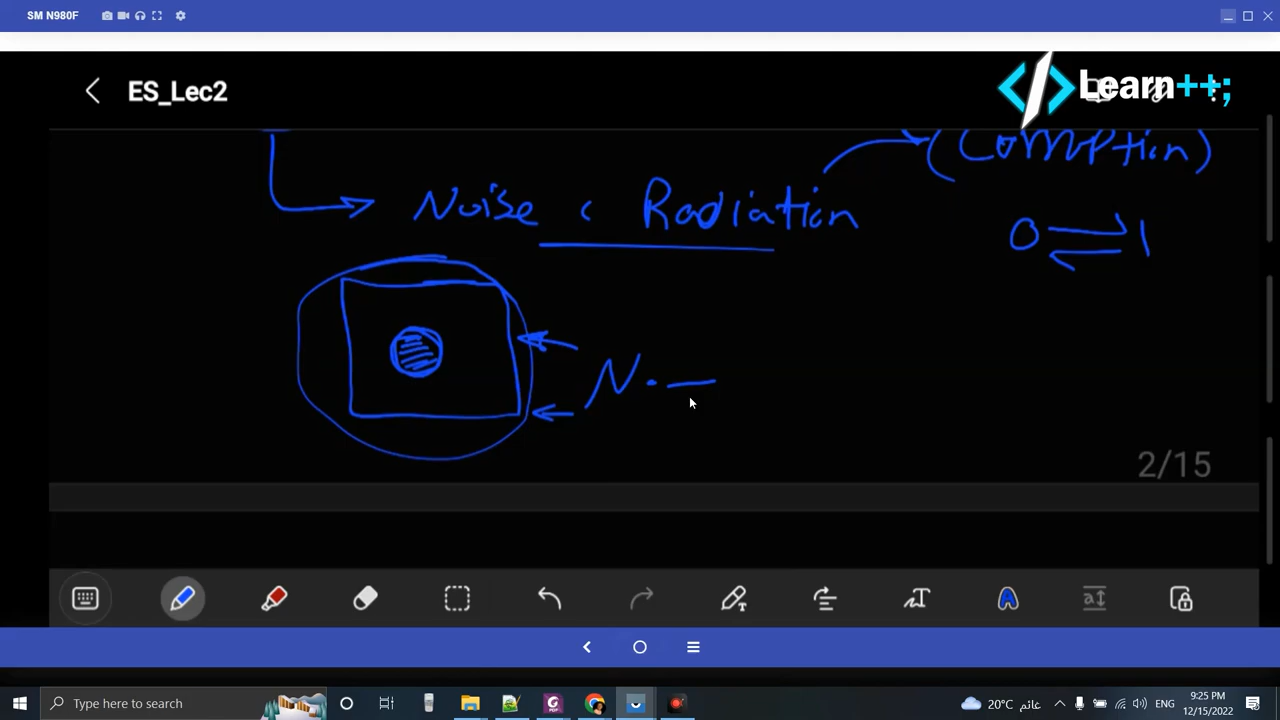 SM N980F
ES_Lec2
</> Learn++;
(Corruption)
Noise c Radiation
0 1
N.
2/15
Type here to search
20°C غائم
ENG
9:25 PM
12/15/2022